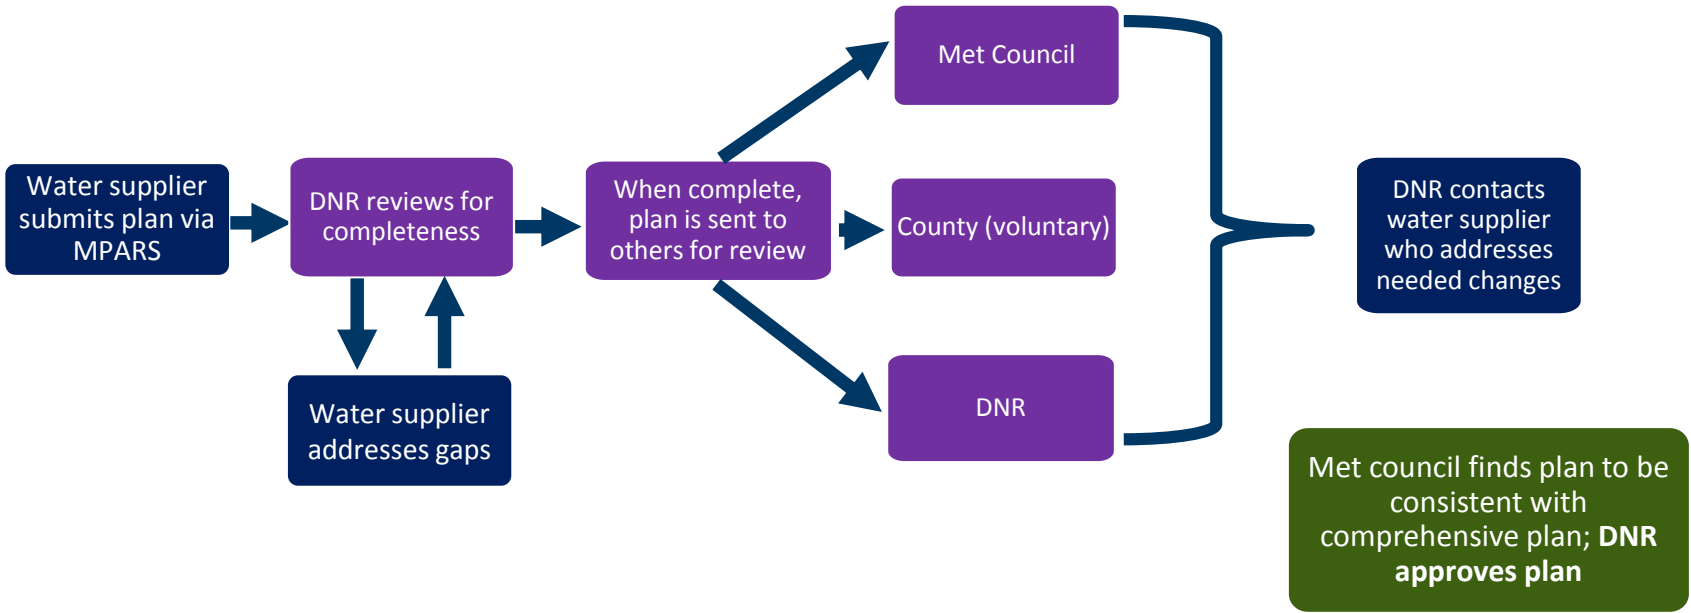 Water supplier
submits plan via
MPARS
DNR reviews for
completeness
Water supplier
addresses gaps
When complete,
plan is sent to
others for review
Met Council
County (voluntary)
DNR
DNR contacts
water supplier
who addresses
needed changes
Met council finds plan to be
consistent with
comprehensive plan; DNR
approves plan